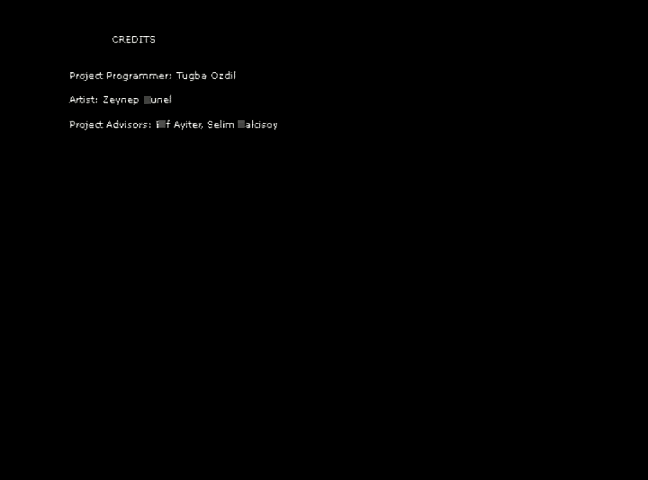 CREDITS
Project Programmer: Tugba Ozdil
Artist: Zeynep
Project Advisors: Ayiter, Selim